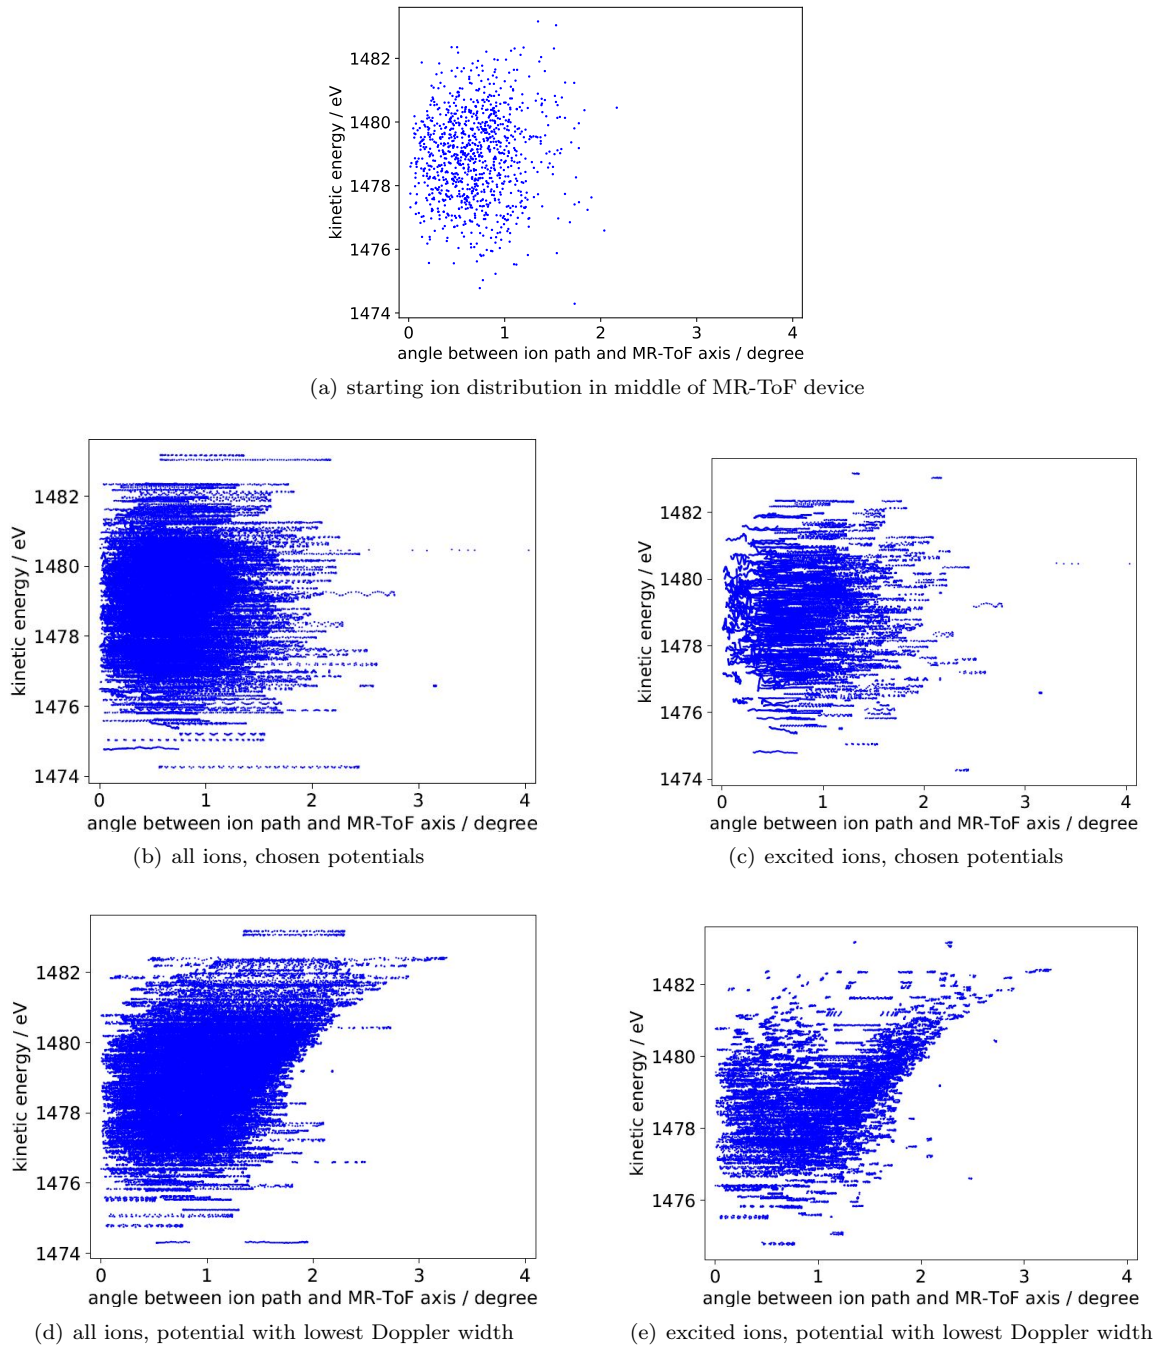 1482
1480
1478
1476
1474
kinetic energy / eV
0 1 2 3 4
angle between ion path and MR-ToF axis / degree
(a) starting ion distribution in middle of MR-ToF device
1482
1480
1478
1476
1474
kinetic energy / eV
0 1 2 3 4
angle between ion path and MR-ToF axis / degree
(b) all ions, chosen potentials
1482
1480
1478
1476
1474
kinetic energy / eV
0 1 2 3 4
angle between ion path and MR-ToF axis / degree
(c) excited ions, chosen potentials
1482
1480
1478
1476
1474
kinetic energy / eV
0 1 2 3 4
angle between ion path and MR-ToF axis / degree
(d) all ions, potential with lowest Doppler width
1482
1480
1478
1476
kinetic energy / eV
0 1 2 3 4
angle between ion path and MR-ToF axis / degree
(e) excited ions, potential with lowest Doppler width